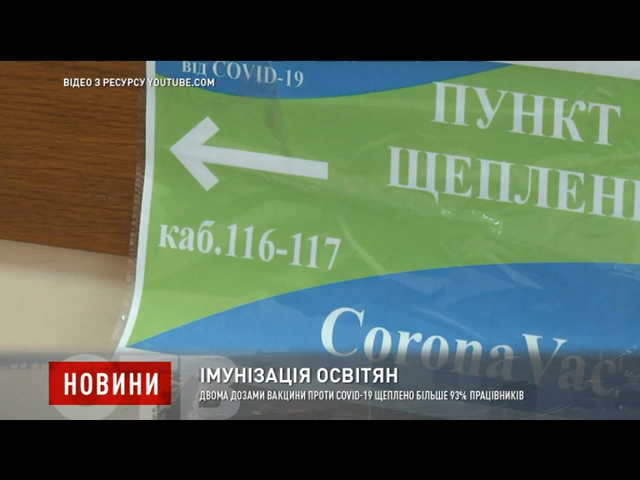 ВІДЕО З РЕСУРСУ YOUTUBE.COM
від COVID-19
ПУНКТ
ЩЕПЛЕН
каб.116-117
CoronaVac
НОВИНИ
ІМУНІЗАЦІЯ ОСВІТЯН
ДВОМА ДОЗАМИ ВАКЦИНИ ПРОТИ COVID-19 ЩЕПЛЕНО БІЛЬШЕ 93% ПРАЦІВНИКІВ